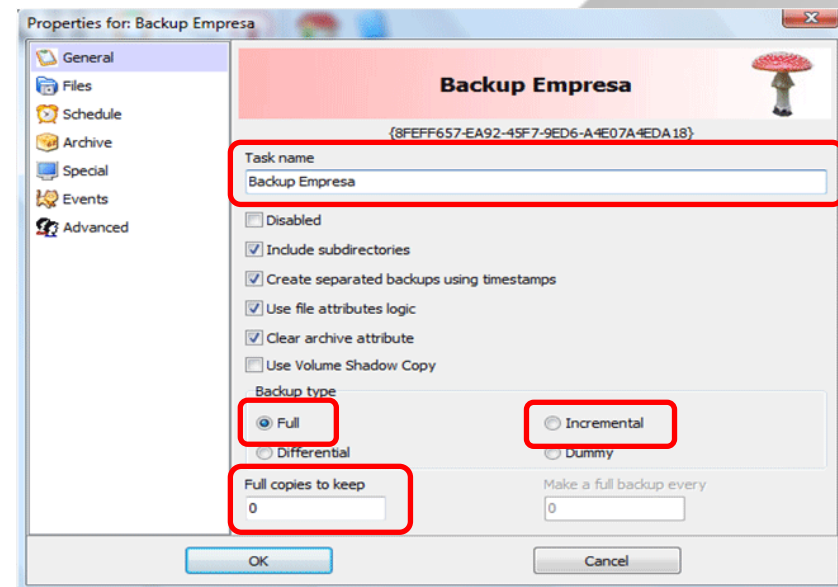 Properties for: Backup Empresa
General
Files
Schedule
Archive
Special
Events
Advanced
Backup Empresa
{8FEFF657-EA92-45F7-9ED6-A4E07A4EDA18}
Task name
Backup Empresa
Disabled
Include subdirectories
Create separated backups using timestamps
Use file attributes logic
Clear archive attribute
Use Volume Shadow Copy
Backup type
Full
Incremental
Differential
Dummy
Full copies to keep
Make a full backup every
0
0
OK
Cancel